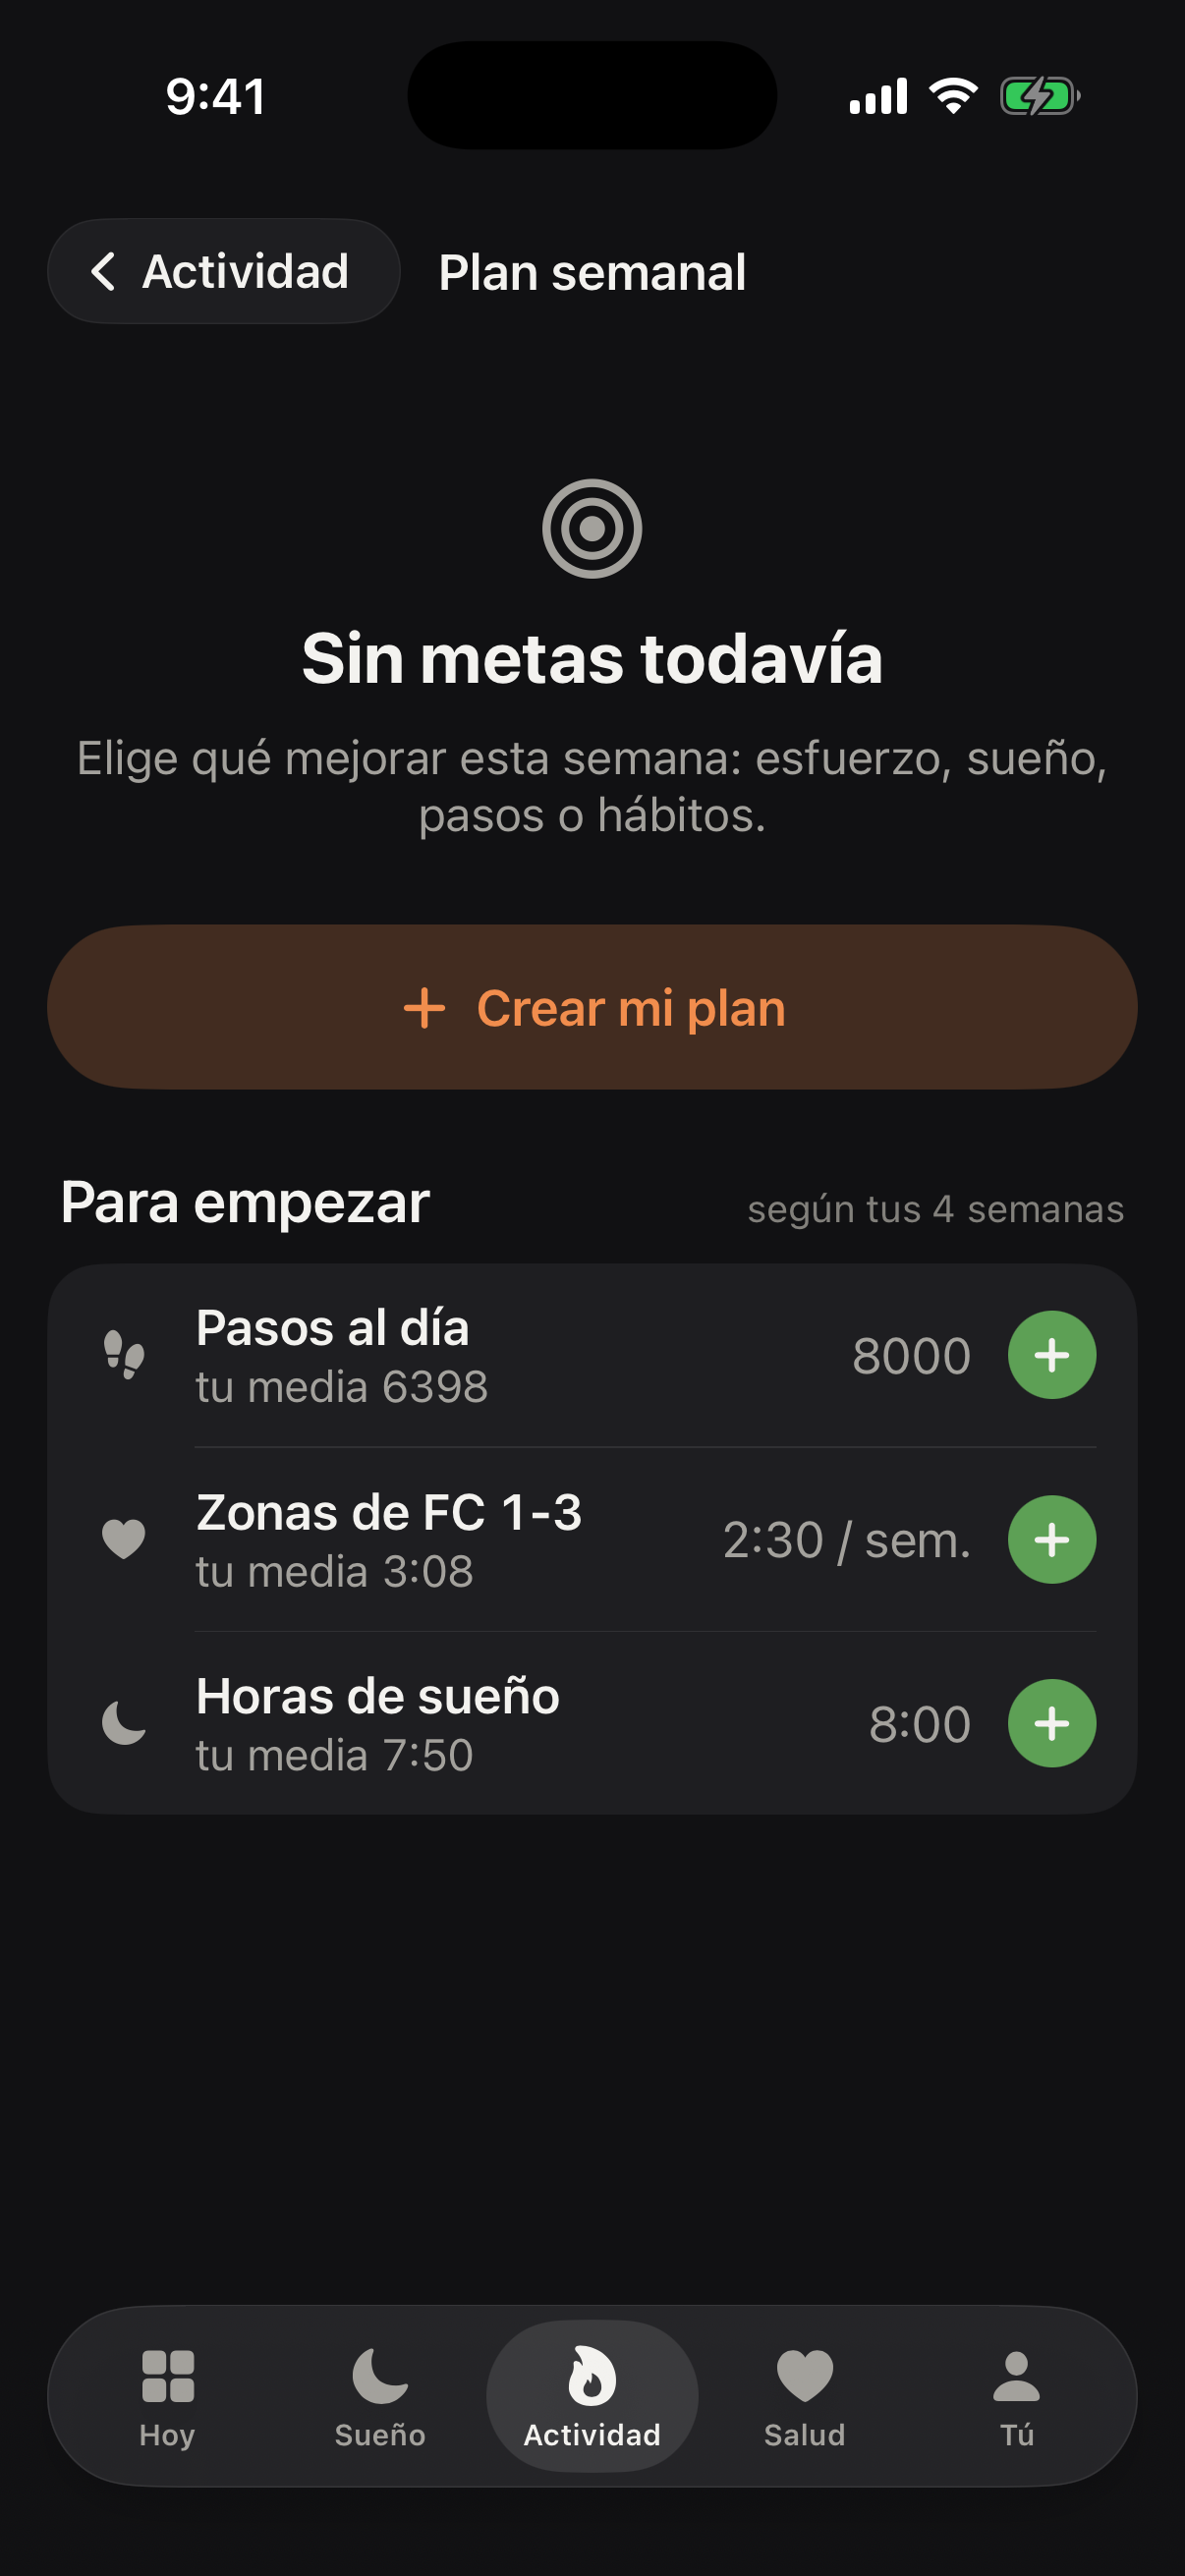 9:41
Actividad
Plan semanal
Sin metas todavía
Elige qué mejorar esta semana: esfuerzo, sueño,
pasos o hábitos.
Crear mi plan
Para empezar
según tus 4 semanas
Pasos al día
tu media 6398
8000
Zonas de FC 1-3
tu media 3:08
2:30 / sem.
Horas de sueño
tu media 7:50
8:00
Hoy
Sueño
Actividad
Salud
Tú